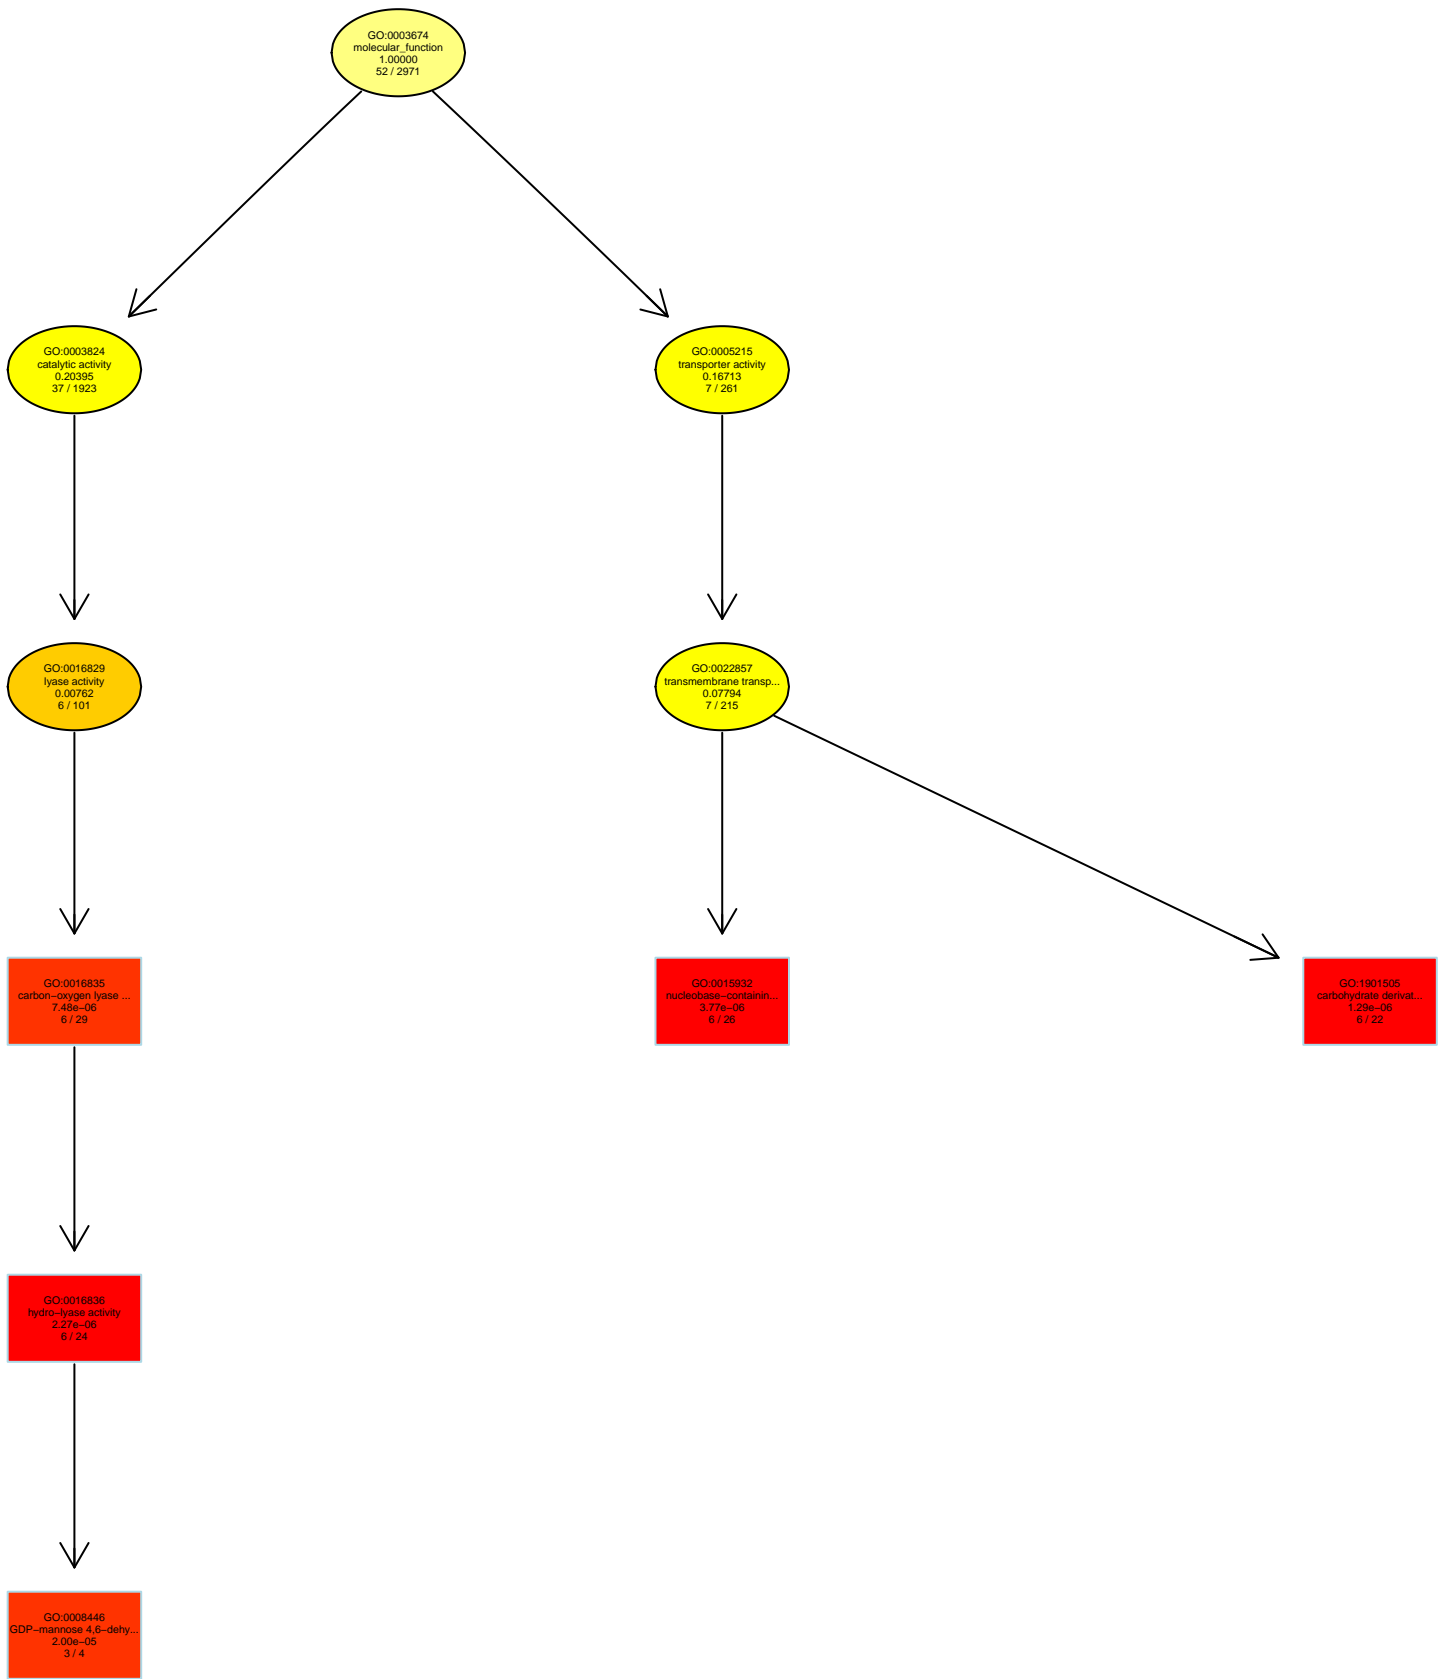 GO:0003674
molecular_function
1.00000
52 / 2971
GO:0003824
catalytic activity
0.20395
37 / 1923
GO:0005215
transporter activity
0.16713
7 / 261
GO:0016829
lyase activity
0.00762
6 / 101
GO:0022857
transmembrane transp...
0.07794
7 / 215
GO:0016835
carbon−oxygen lyase ...
7.48e−06
6 / 29
GO:0015932
nucleobase−containin...
3.77e−06
6 / 26
GO:1901505
carbohydrate derivat...
1.29e−06
6 / 22
GO:0016836
hydro−lyase activity
2.27e−06
6 / 24
GO:0008446
GDP−mannose 4,6−dehy...
2.00e−05
3 / 4